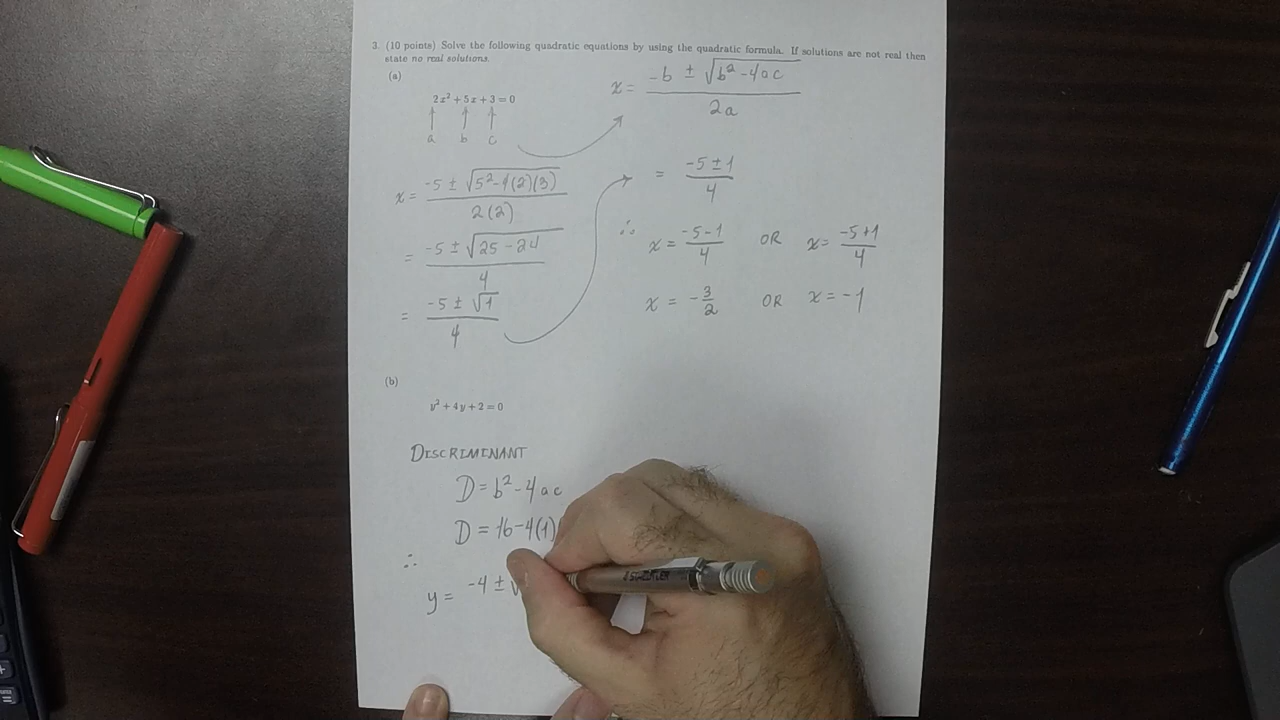 3. (10 points) Solve the following quadratic equations by using the quadratic formula. If solutions are not real then
state no real solutions.
(a)
x = (-b ± √(b² - 4ac)) / 2a
2x² + 5x + 3 = 0
↑ ↑ ↑
a b c
x = (-5 ± √(5² - 4(2)(3))) / 2(2)
= (-5 ± √(25 - 24)) / 4
= (-5 ± √1) / 4
= (-5 ± 1) / 4
∴ x = (-5 - 1) / 4 OR x = (-5 + 1) / 4
x = -3/2 OR x = -1
(b)
y² + 4y + 2 = 0
DISCRIMINANT
D = b² - 4ac
D = 16 - 4(1)
∴
y = -4 ± √
STAEDTLER